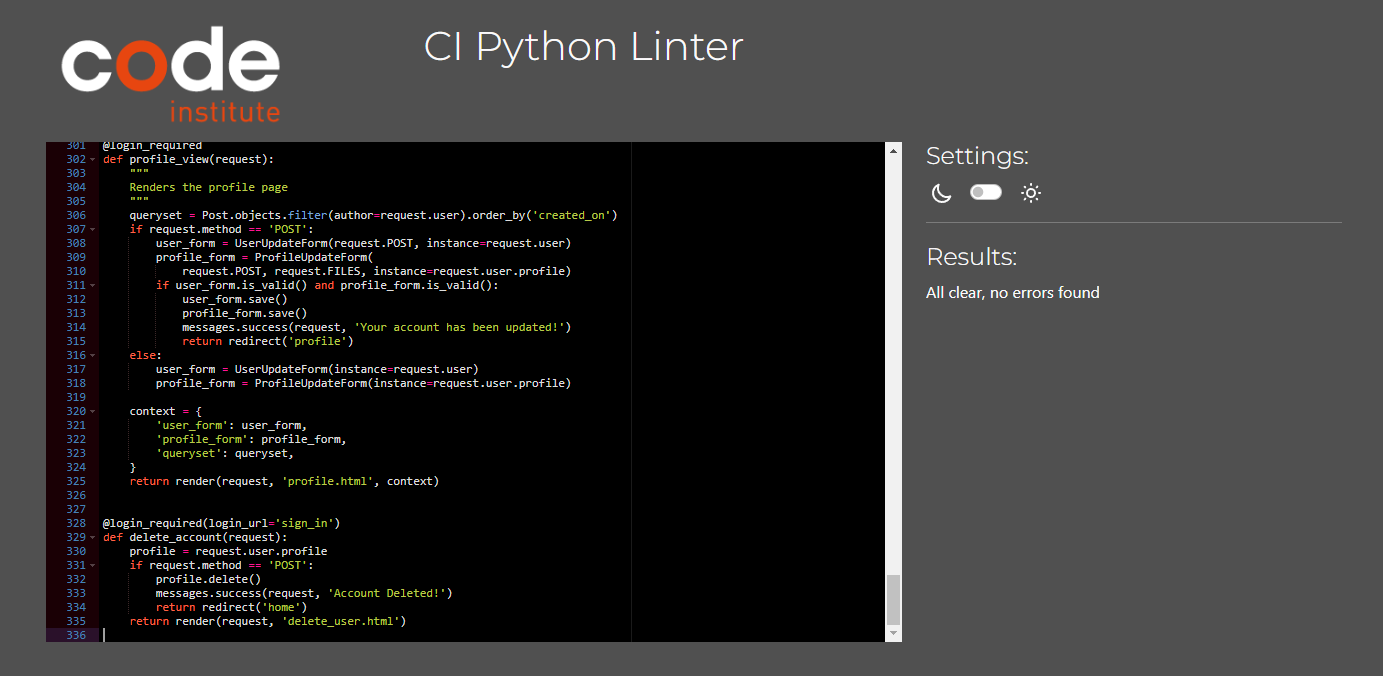 code
institute
CI Python Linter
301 @login_required
302 def profile_view(request):
303     """
304     Renders the profile page
305     """
306     queryset = Post.objects.filter(author=request.user).order_by('created_on')
307     if request.method == 'POST':
308         user_form = UserUpdateForm(request.POST, instance=request.user)
309         profile_form = ProfileUpdateForm(
310             request.POST, request.FILES, instance=request.user.profile)
311         if user_form.is_valid() and profile_form.is_valid():
312             user_form.save()
313             profile_form.save()
314             messages.success(request, 'Your account has been updated!')
315             return redirect('profile')
316     else:
317         user_form = UserUpdateForm(instance=request.user)
318         profile_form = ProfileUpdateForm(instance=request.user.profile)
319
320     context = {
321         'user_form': user_form,
322         'profile_form': profile_form,
323         'queryset': queryset,
324     }
325     return render(request, 'profile.html', context)
326
327
328 @login_required(login_url='sign_in')
329 def delete_account(request):
330     profile = request.user.profile
331     if request.method == 'POST':
332         profile.delete()
333         messages.success(request, 'Account Deleted!')
334         return redirect('home')
335     return render(request, 'delete_user.html')
336
Settings:
Results:
All clear, no errors found